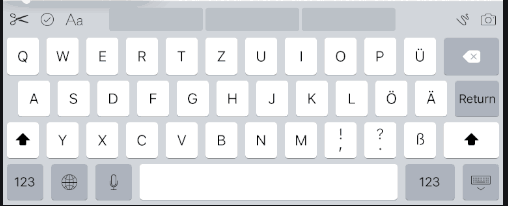 Aa
Q W E R T Z U I O P Ü
A S D F G H J K L Ö Ä Return
Y X C V B N M ! , ? . ß
123 123